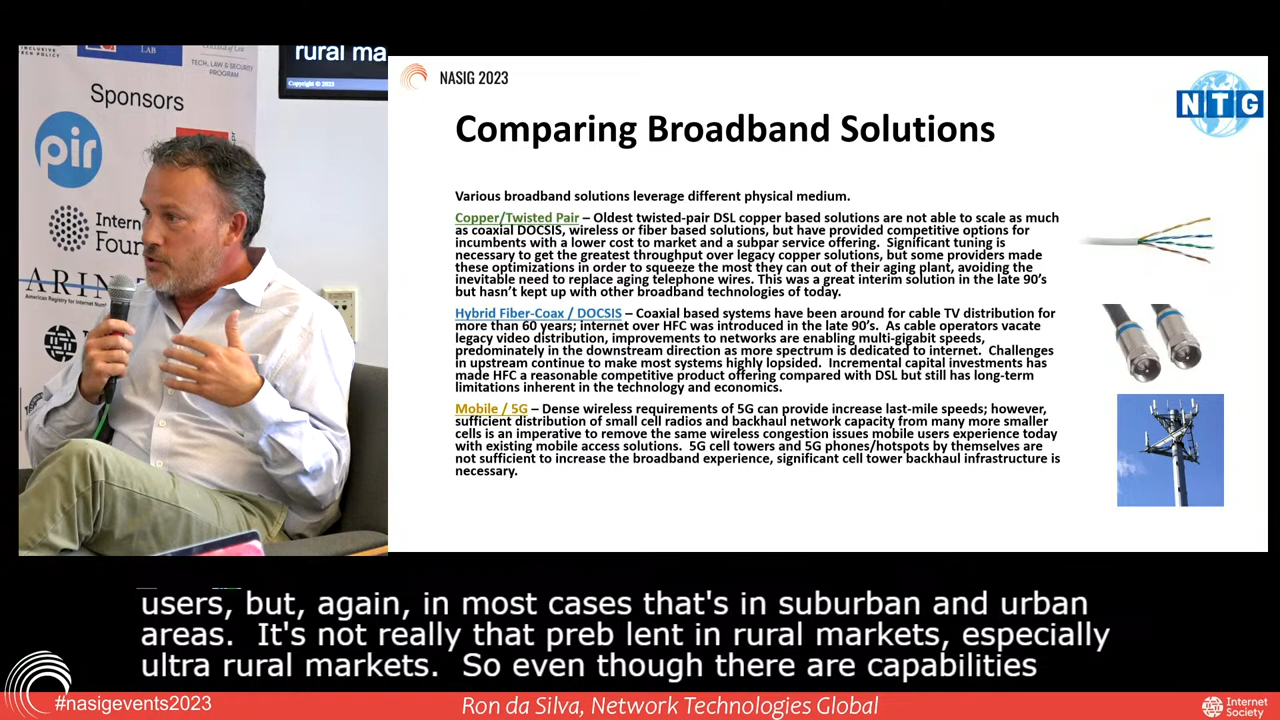 INCLUSIVE
TECH POLICY
LAB
TECH, LAW & SECURITY
PROGRAM
Sponsors
pir
Intern
Foun
ARIN
American Registry for Internet Num
rural ma
Copyright © 2023
NASIG 2023
NTG
Comparing Broadband Solutions
Various broadband solutions leverage different physical medium.
Copper/Twisted Pair – Oldest twisted-pair DSL copper based solutions are not able to scale as much
as coaxial DOCSIS, wireless or fiber based solutions, but have provided competitive options for
incumbents with a lower cost to market and a subpar service offering. Significant tuning is
necessary to get the greatest throughput over legacy copper solutions, but some providers made
these optimizations in order to squeeze the most they can out of their aging plant, avoiding the
inevitable need to replace aging telephone wires. This was a great interim solution in the late 90's
but hasn't kept up with other broadband technologies of today.
Hybrid Fiber-Coax / DOCSIS – Coaxial based systems have been around for cable TV distribution for
more than 60 years; internet over HFC was introduced in the late 90's. As cable operators vacate
legacy video distribution, improvements to networks are enabling multi-gigabit speeds,
predominately in the downstream direction as more spectrum is dedicated to internet. Challenges
in upstream continue to make most systems highly lopsided. Incremental capital investments has
made HFC a reasonable competitive product offering compared with DSL but still has long-term
limitations inherent in the technology and economics.
Mobile / 5G – Dense wireless requirements of 5G can provide increase last-mile speeds; however,
sufficient distribution of small cell radios and backhaul network capacity from many more smaller
cells is an imperative to remove the same wireless congestion issues mobile users experience today
with existing mobile access solutions. 5G cell towers and 5G phones/hotspots by themselves are
not sufficient to increase the broadband experience, significant cell tower backhaul infrastructure is
necessary.
users, but, again, in most cases that's in suburban and urban
areas. It's not really that preb lent in rural markets, especially
ultra rural markets. So even though there are capabilities
#nasigevents2023
Ron da Silva, Network Technologies Global
Internet
Society